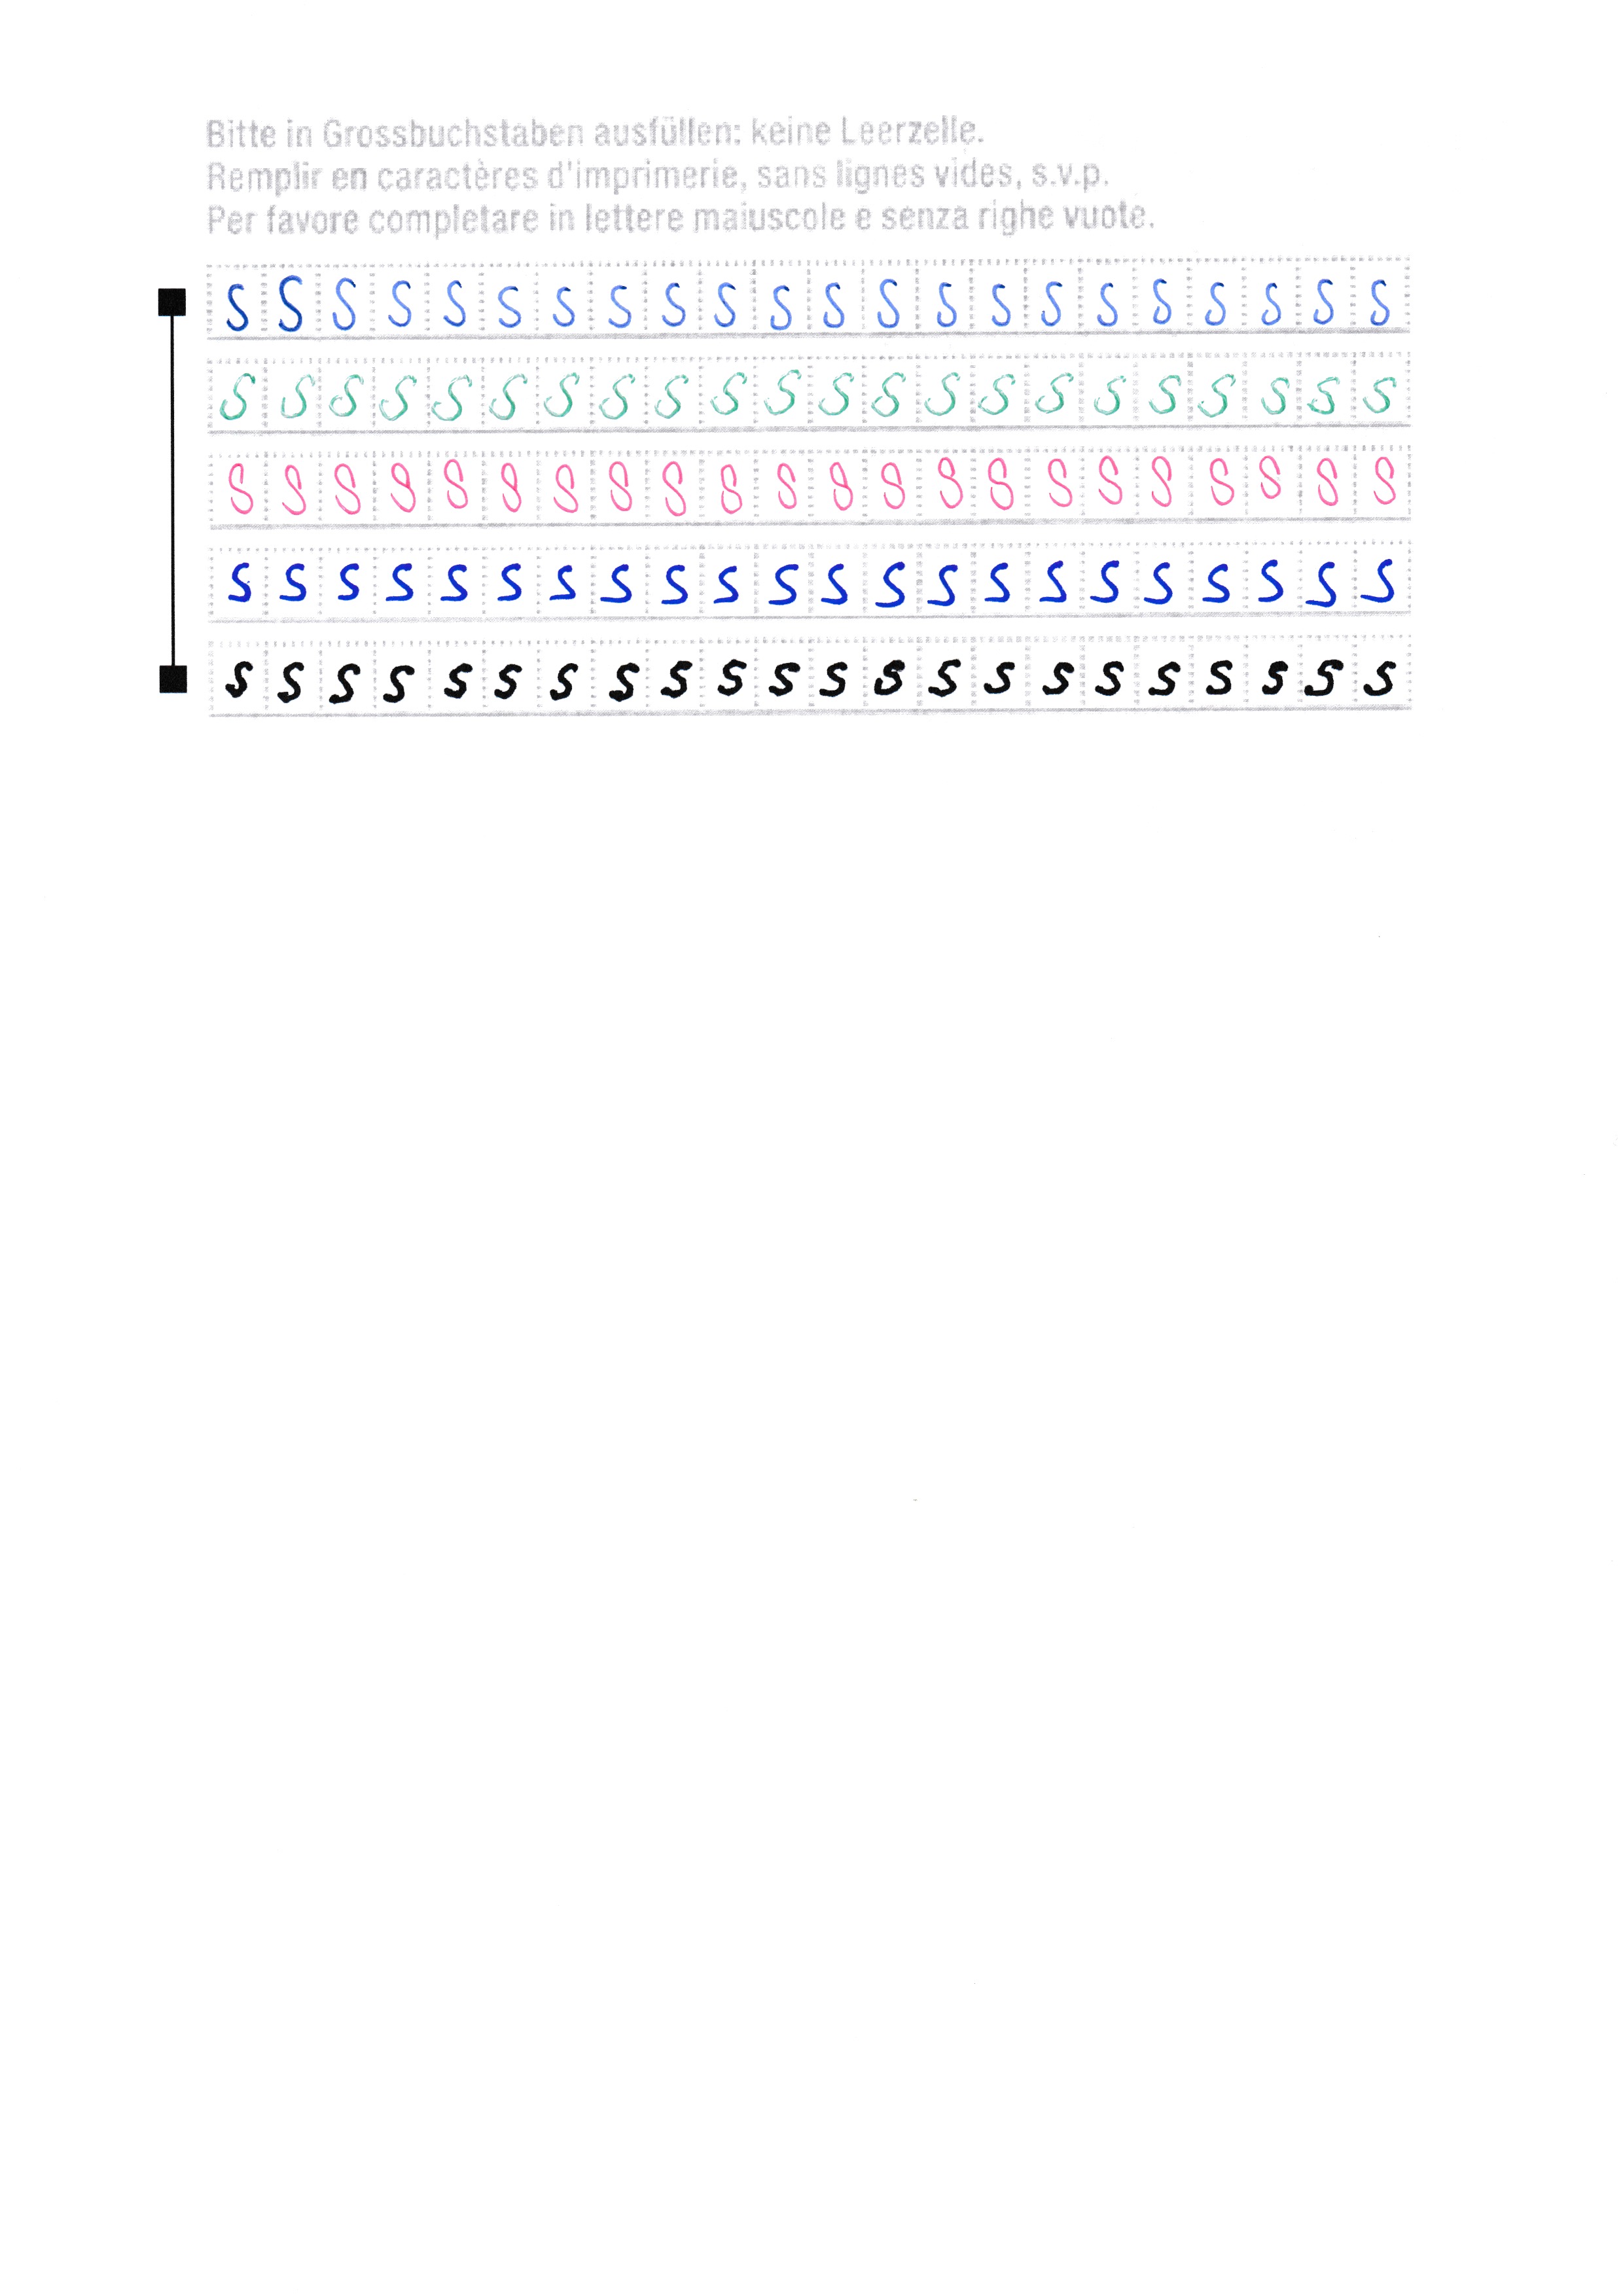 Bitte in Grossbuchstaben ausfüllen: keine Leerzelle.
Remplir en caractères d'imprimerie, sans lignes vides, s.v.p.
Per favore completare in lettere maiuscole e senza righe vuote.
S S S S S S S S S S S S S S S S S S S S S S
S S S S S S S S S S S S S S S S S S S S S S
S S S S S S S S S S S S S S S S S S S S S S
S S S S S S S S S S S S S S S S S S S S S S
S S S S S S S S S S S S S S S S S S S S S S